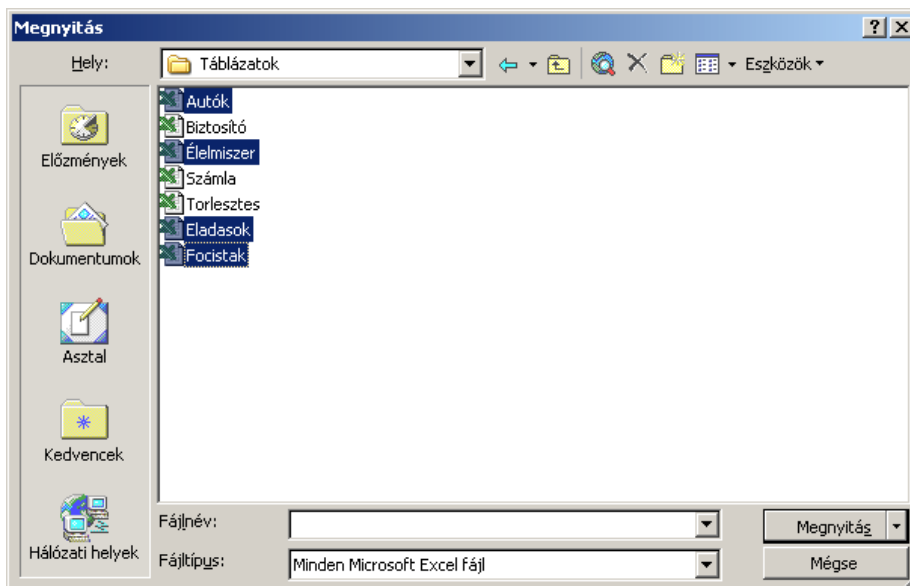 Megnyitás
Hely:
Táblázatok
Eszközök
Autók
Biztosító
Élelmiszer
Számla
Torlesztes
Eladasok
Focistak
Előzmények
Dokumentumok
Asztal
Kedvencek
Hálózati helyek
Fájlnév:
Megnyitás
Fájltípus:
Minden Microsoft Excel fájl
Mégse